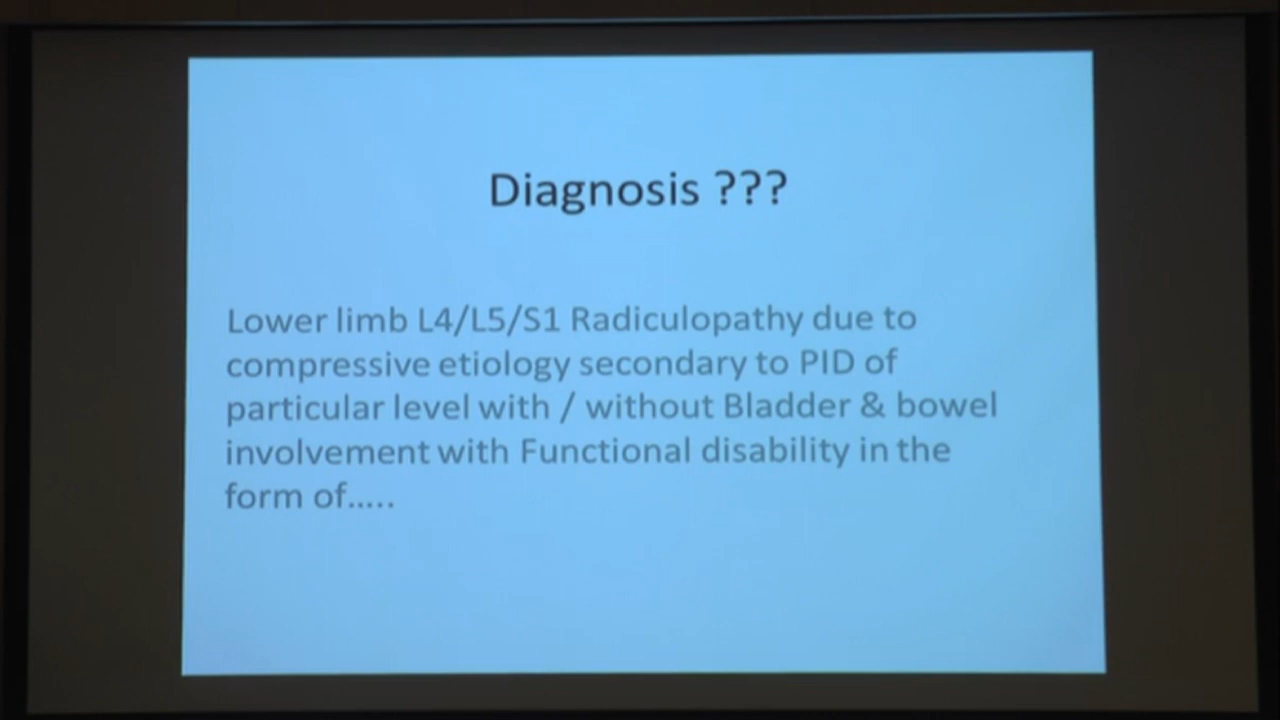 Diagnosis ???
Lower limb L4/L5/S1 Radiculopathy due to
compressive etiology secondary to PID of
particular level with / without Bladder & bowel
involvement with Functional disability in the
form of.....